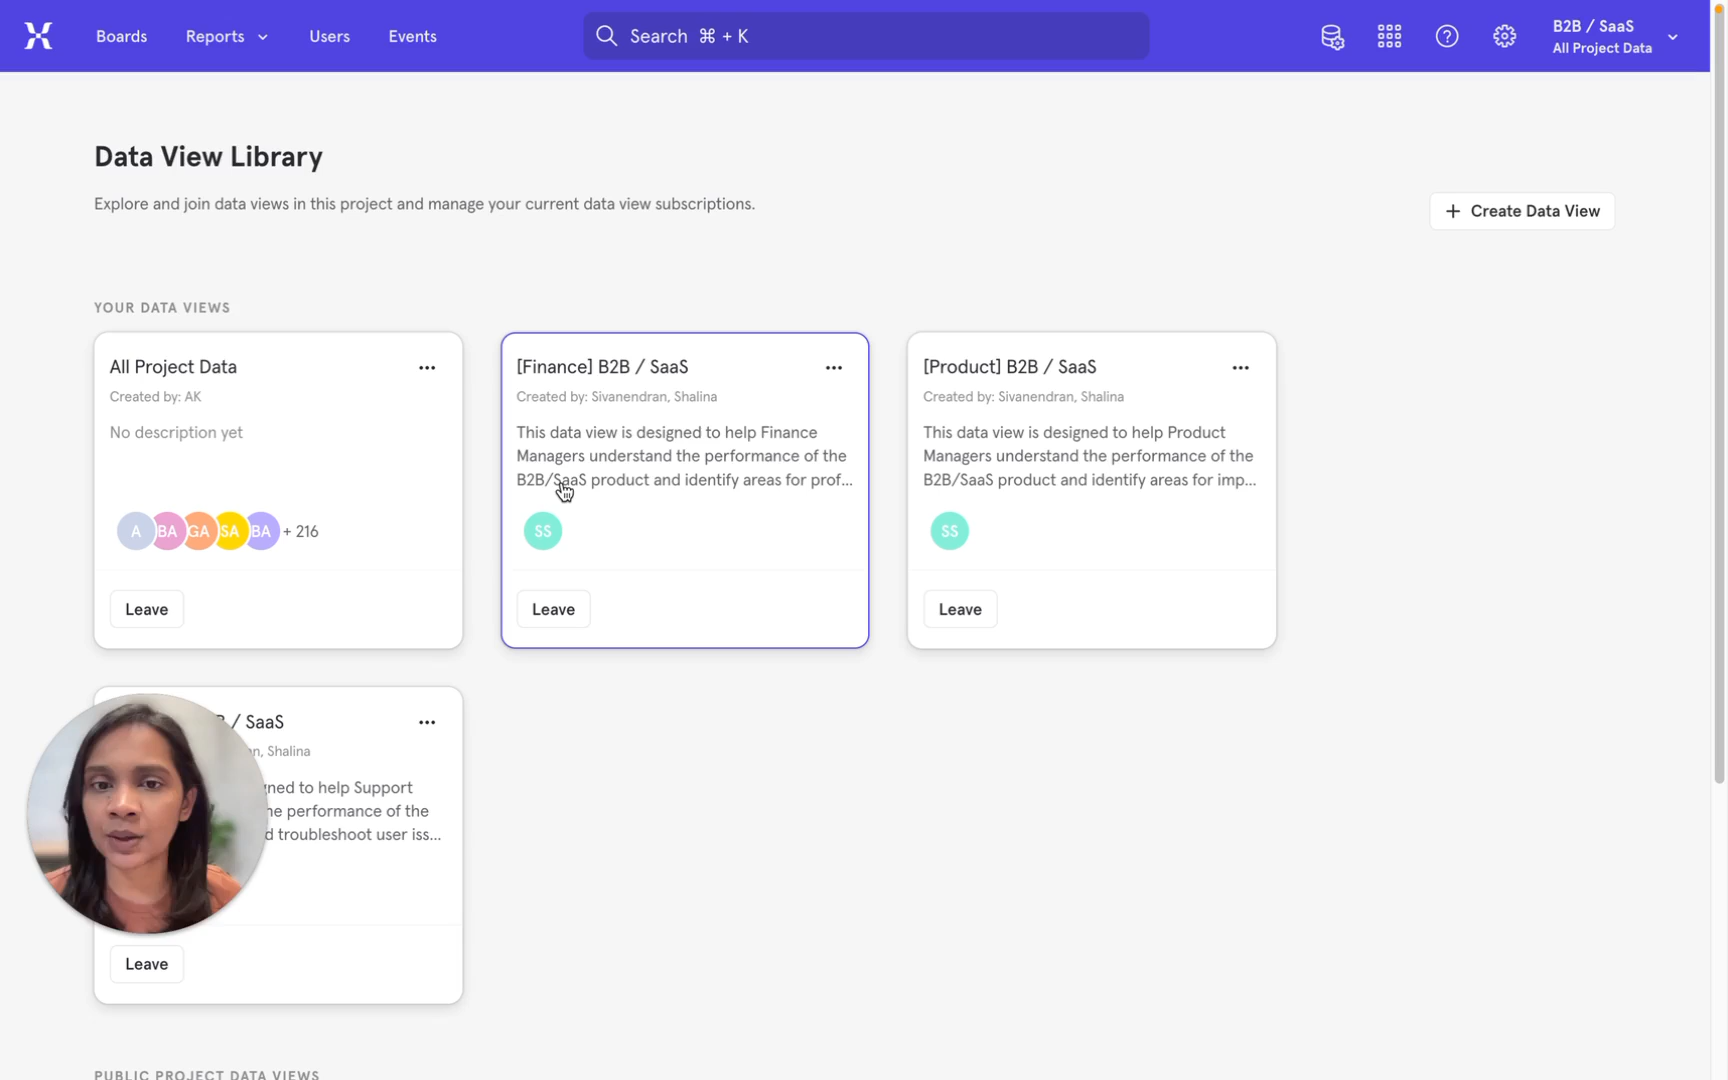 Boards
Reports
Users
Events
Search ⌘ + K
B2B / SaaS
All Project Data
Data View Library
Explore and join data views in this project and manage your current data view subscriptions.
+ Create Data View
YOUR DATA VIEWS
All Project Data
Created by: AK
No description yet
A BA GA SA BA + 216
Leave
[Finance] B2B / SaaS
Created by: Sivanendran, Shalina
This data view is designed to help Finance
Managers understand the performance of the
B2B/SaaS product and identify areas for prof...
SS
Leave
[Product] B2B / SaaS
Created by: Sivanendran, Shalina
This data view is designed to help Product
Managers understand the performance of the
B2B/SaaS product and identify areas for imp...
SS
Leave
/ SaaS
Shalina
to help Support
performance of the
troubleshoot user iss...
Leave
PUBLIC PROJECT DATA VIEWS